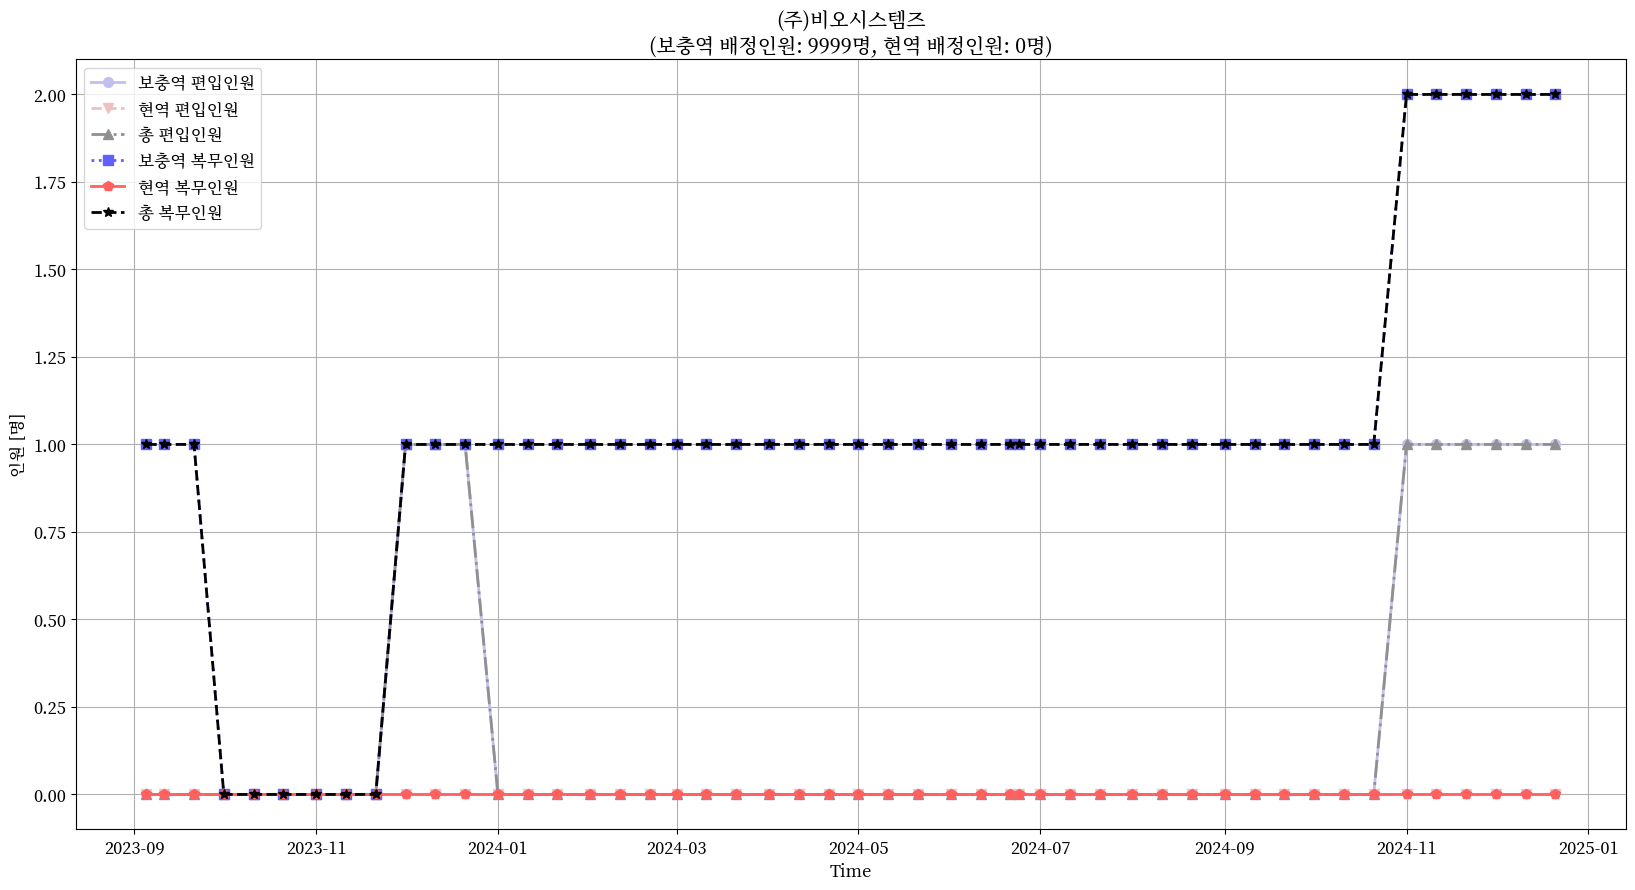 (주)비오시스템즈
(보충역 배정인원: 9999명, 현역 배정인원: 0명)
보충역 편입인원
현역 편입인원
총 편입인원
보충역 복무인원
현역 복무인원
총 복무인원
2.00
1.75
1.50
1.25
1.00
0.75
0.50
0.25
0.00
인원 [명]
2023-09
2023-11
2024-01
2024-03
2024-05
2024-07
2024-09
2024-11
2025-01
Time